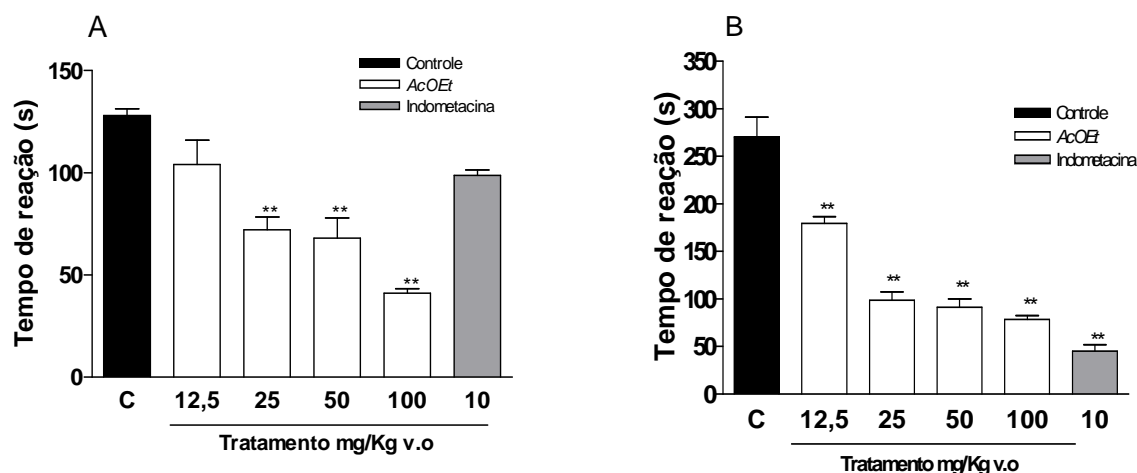 A
Controle
AcOEt
Indometacina
Tempo de reação (s)
150
100
50
0
**
**
**
C 12,5 25 50 100 10
Tratamento mg/Kg v.o
B
Controle
AcOEt
Indometacina
Tempo de reação (s)
350
300
250
200
150
100
50
0
**
**
**
**
**
C 12,5 25 50 100 10
Tratamento mg/Kg v.o